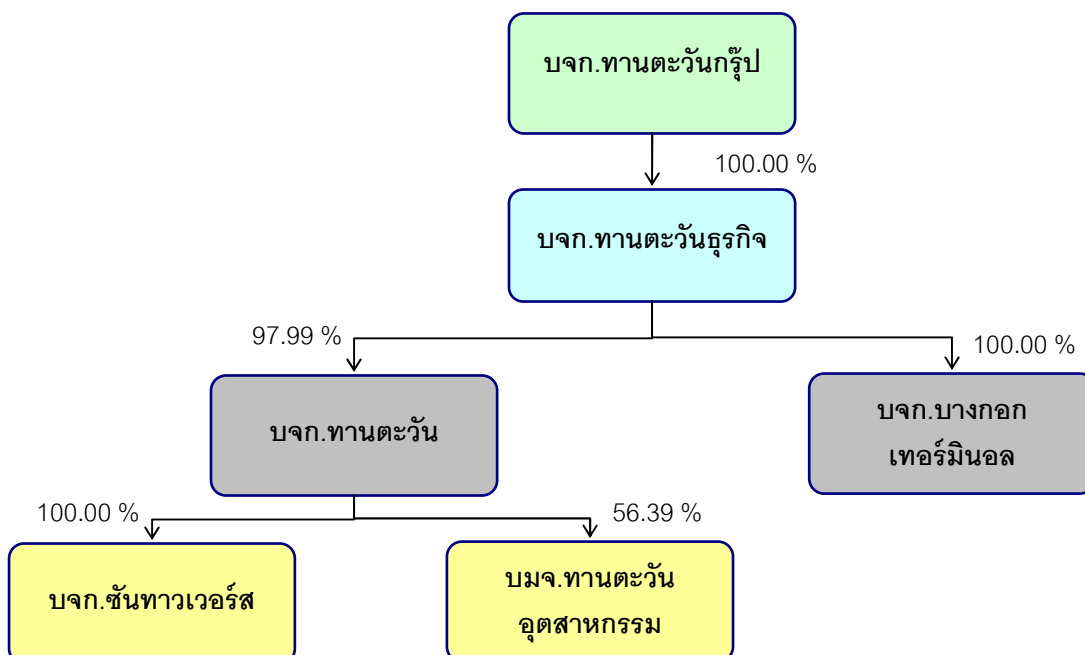 บจก.ทานตะวันกรุ๊ป
100.00 %
บจก.ทานตะวันธุรกิจ
97.99 %
100.00 %
บจก.ทานตะวัน
บจก.บางกอก
เทอร์มินอล
100.00 %
56.39 %
บจก.ซันทาวเวอร์ส
บมจ.ทานตะวัน
อุตสาหกรรม